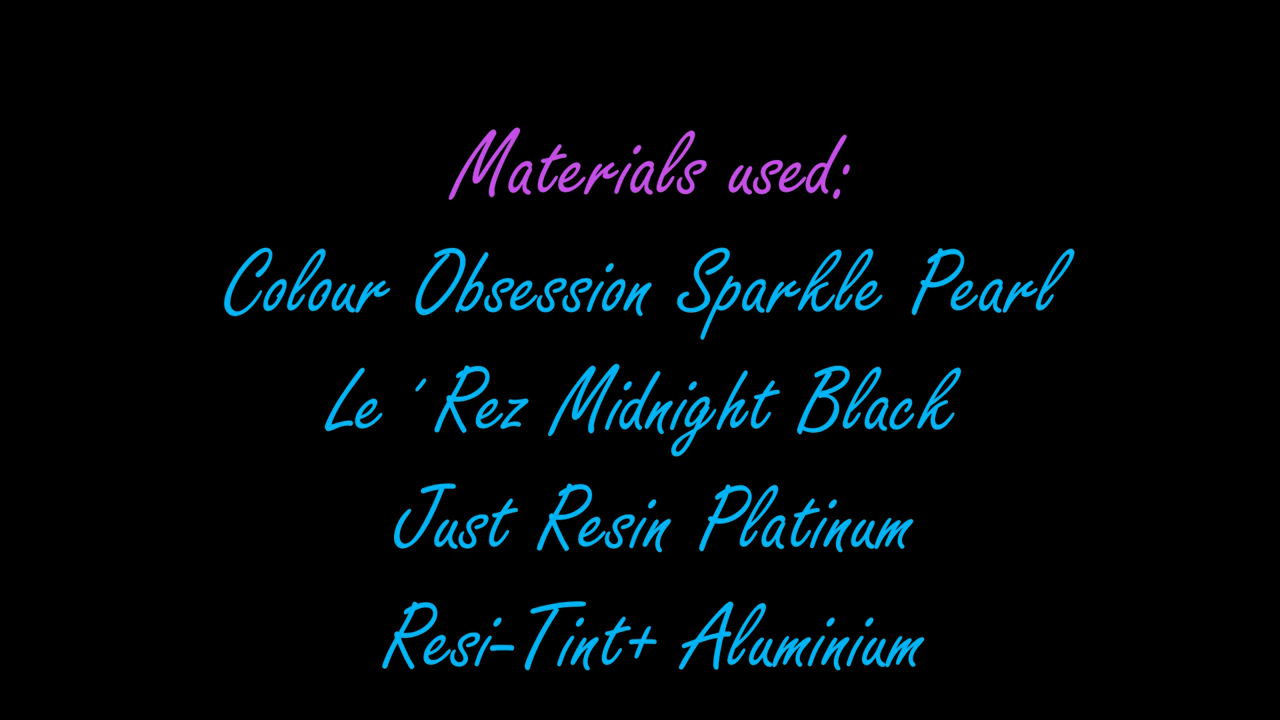 Materials used:
Colour Obsession Sparkle Pearl
Le ´Rez Midnight Black
Just Resin Platinum
Resi-Tint+ Aluminium